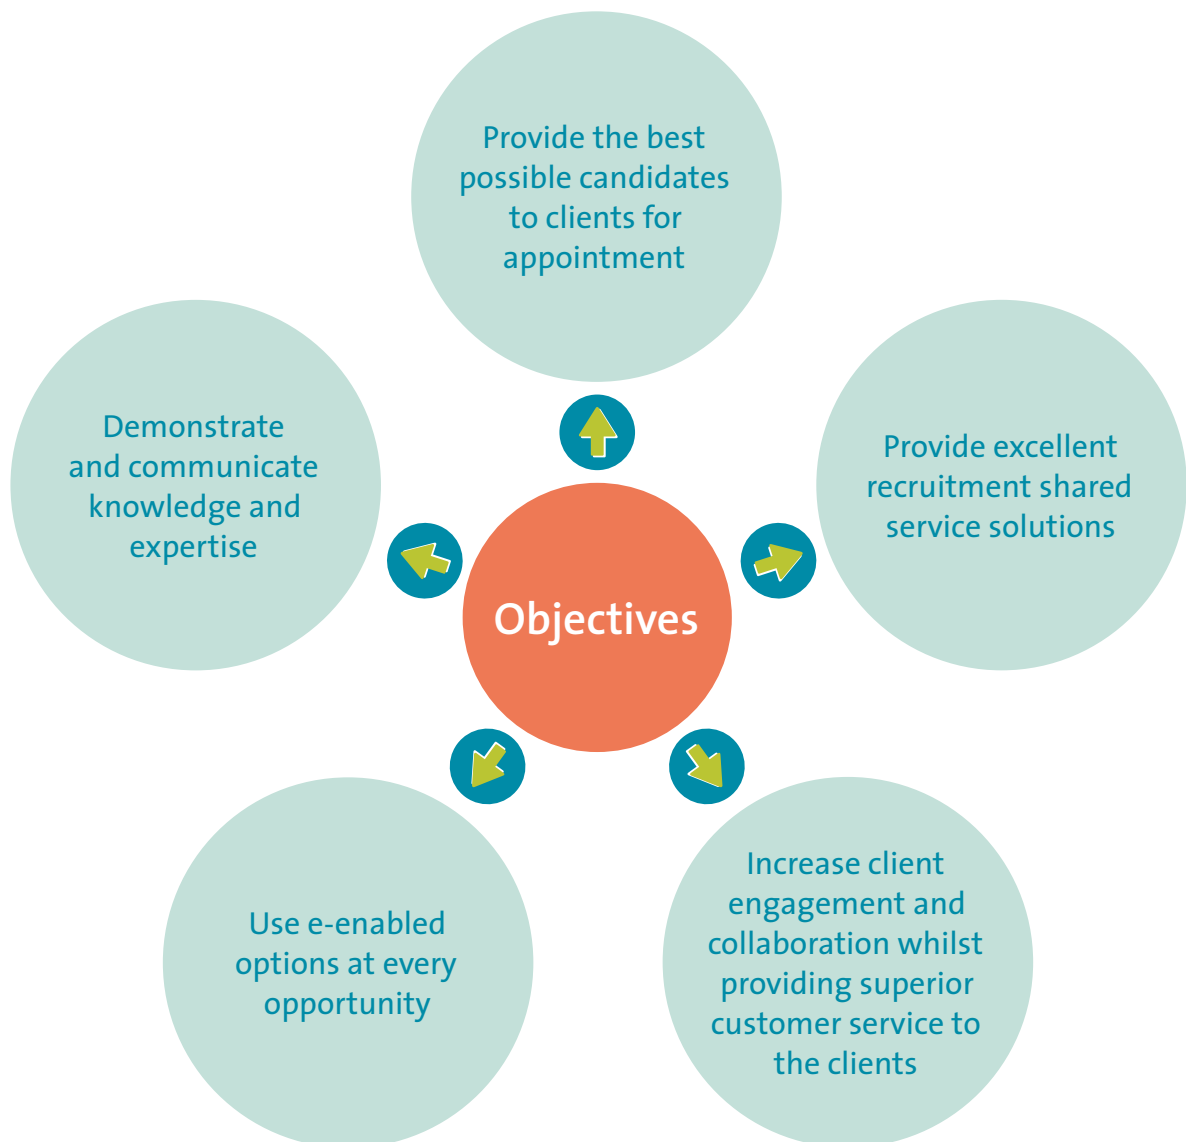 Provide the best
possible candidates
to clients for
appointment
Demonstrate
and communicate
knowledge and
expertise
Provide excellent
recruitment shared
service solutions
Objectives
Use e-enabled
options at every
opportunity
Increase client
engagement and
collaboration whilst
providing superior
customer service to
the clients